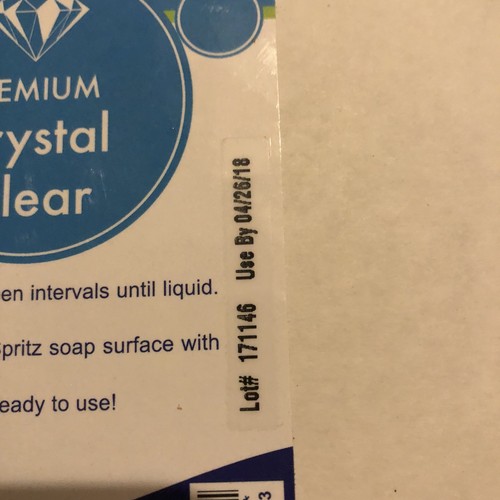 EMIUM
rystal
lear
en intervals until liquid.
pritz soap surface with
eady to use!
Lot# 171146 Use By 04/26/18
3